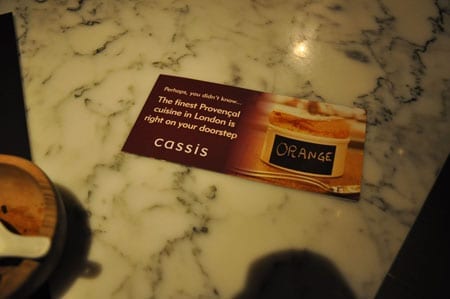 Perhaps, you didn't know...
The finest Provençal
cuisine in London is
right on your doorstep
cassis
ORANGE